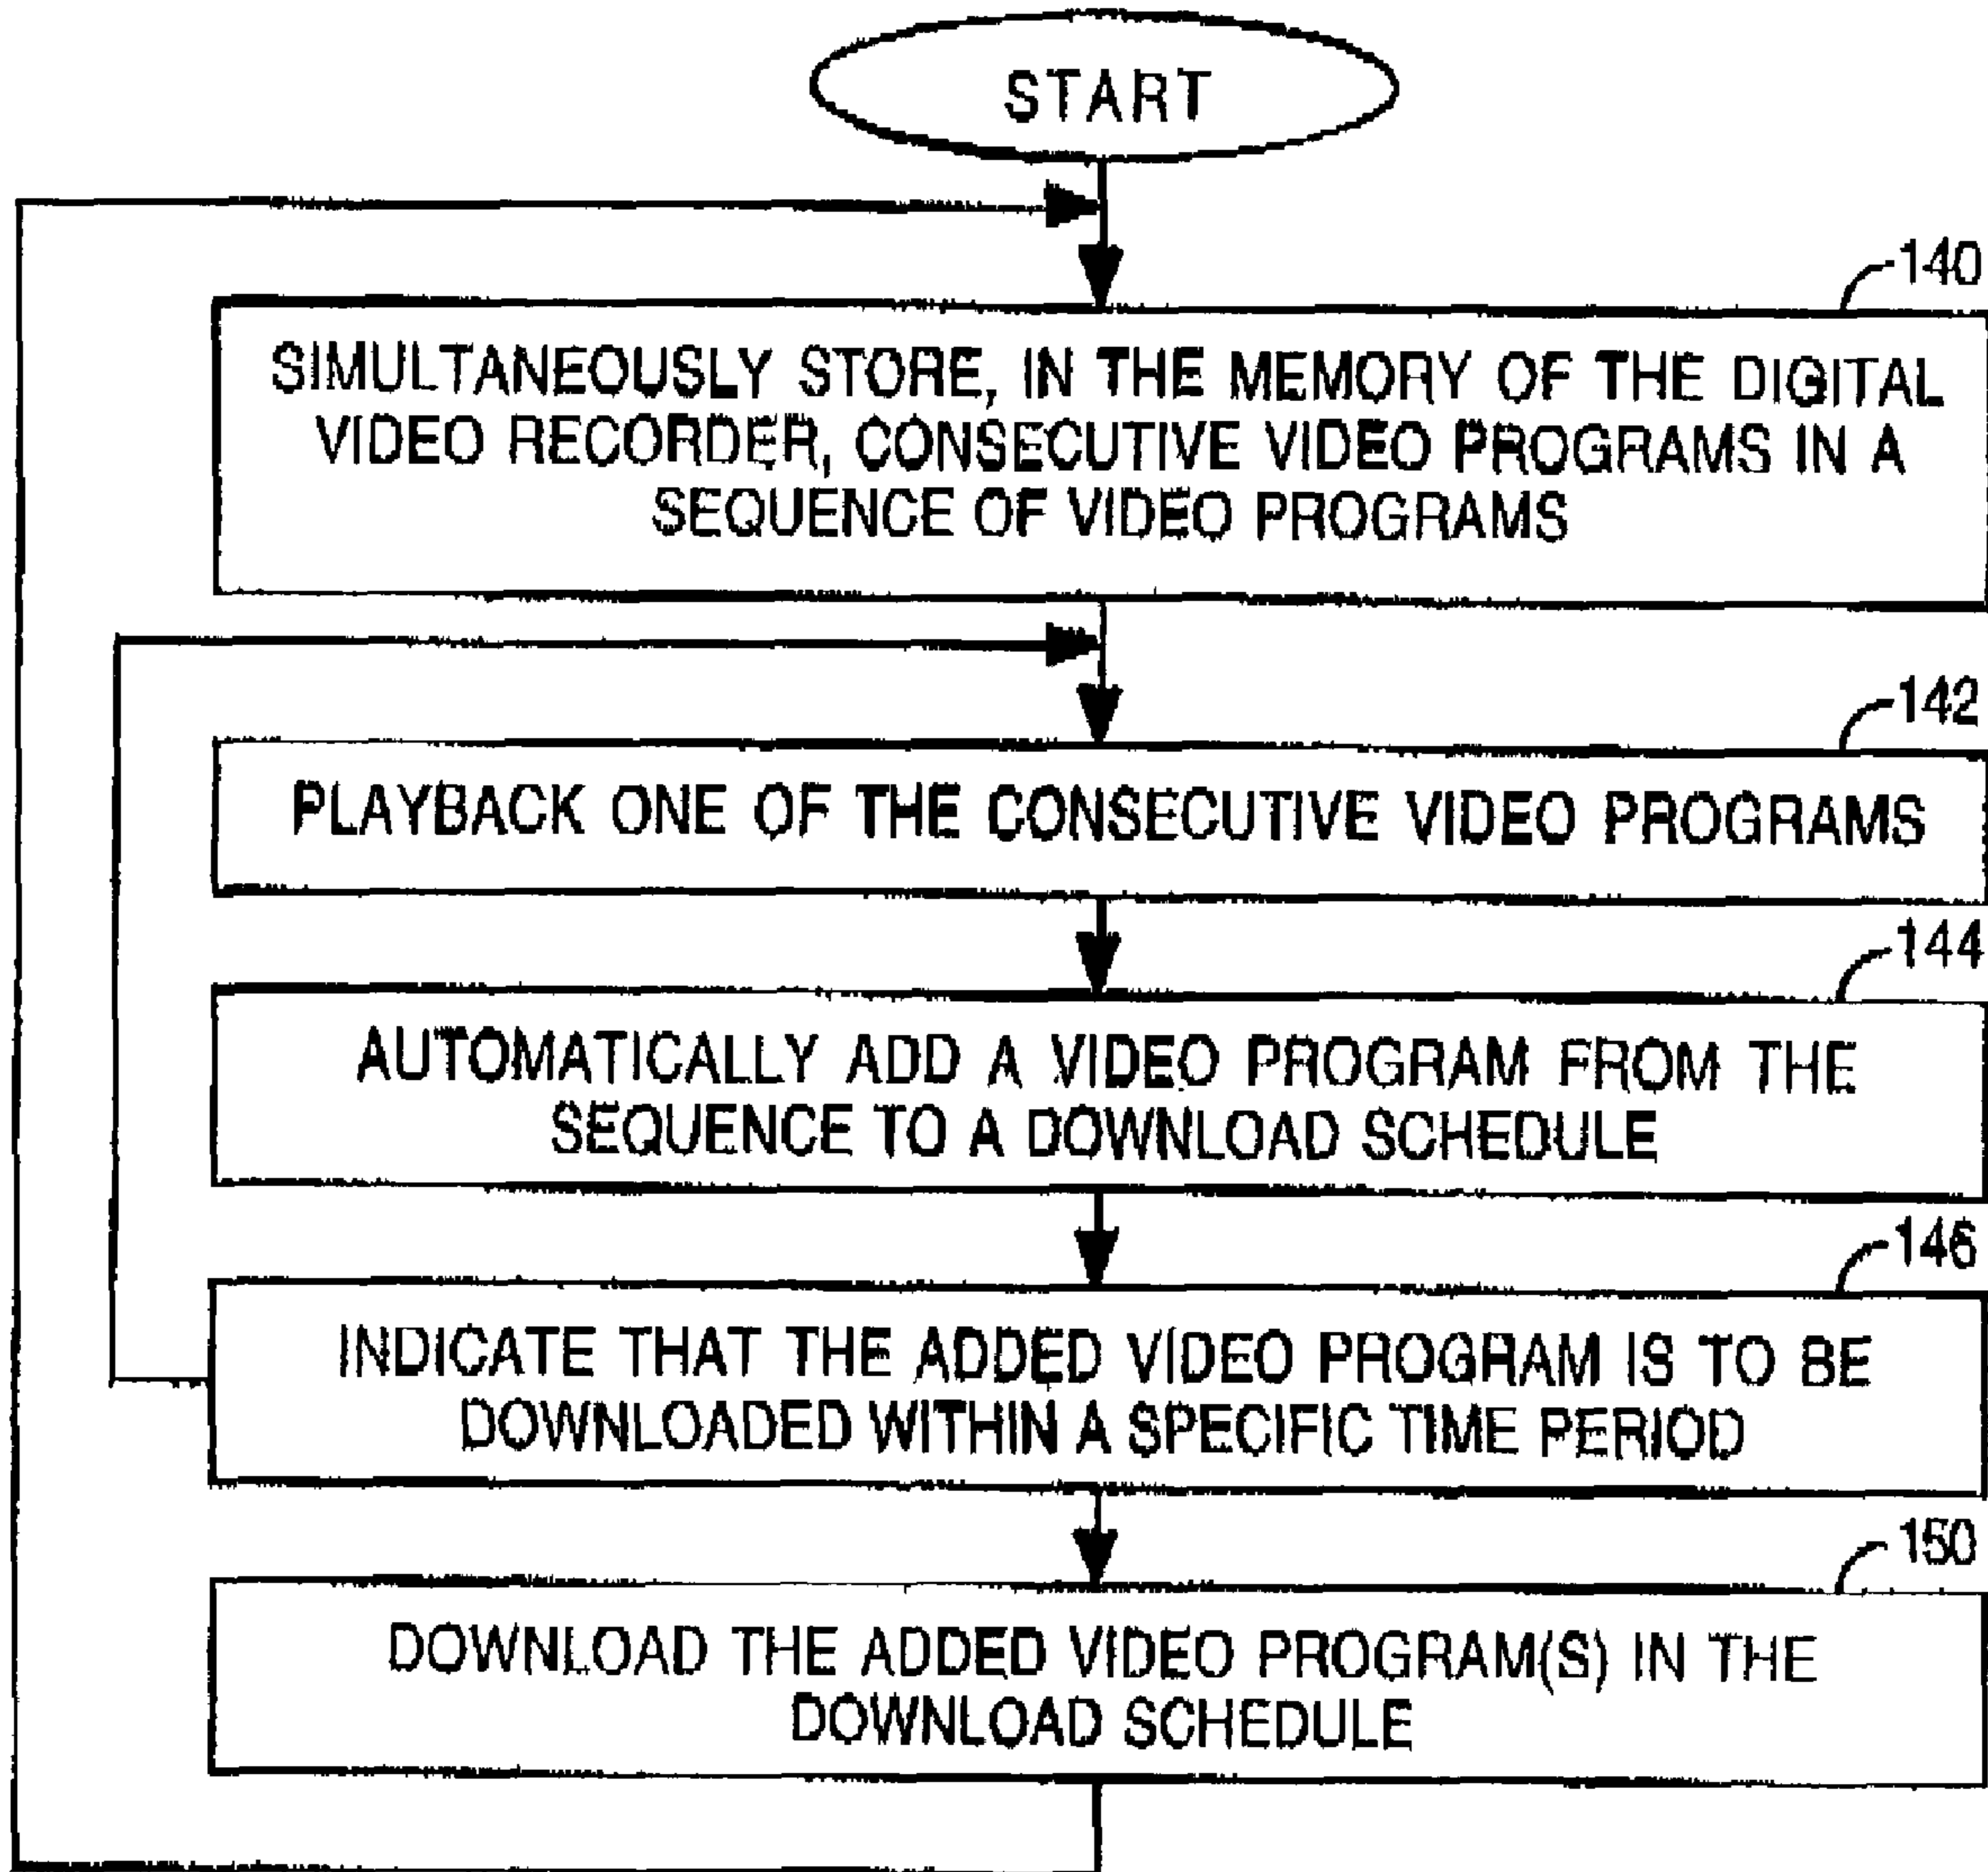 START
140
SIMULTANEOUSLY STORE, IN THE MEMORY OF THE DIGITAL
VIDEO RECORDER, CONSECUTIVE VIDEO PROGRAMS IN A
SEQUENCE OF VIDEO PROGRAMS
142
PLAYBACK ONE OF THE CONSECUTIVE VIDEO PROGRAMS
144
AUTOMATICALLY ADD A VIDEO PROGRAM FROM THE
SEQUENCE TO A DOWNLOAD SCHEDULE
146
INDICATE THAT THE ADDED VIDEO PROGRAM IS TO BE
DOWNLOADED WITHIN A SPECIFIC TIME PERIOD
150
DOWNLOAD THE ADDED VIDEO PROGRAM(S) IN THE
DOWNLOAD SCHEDULE